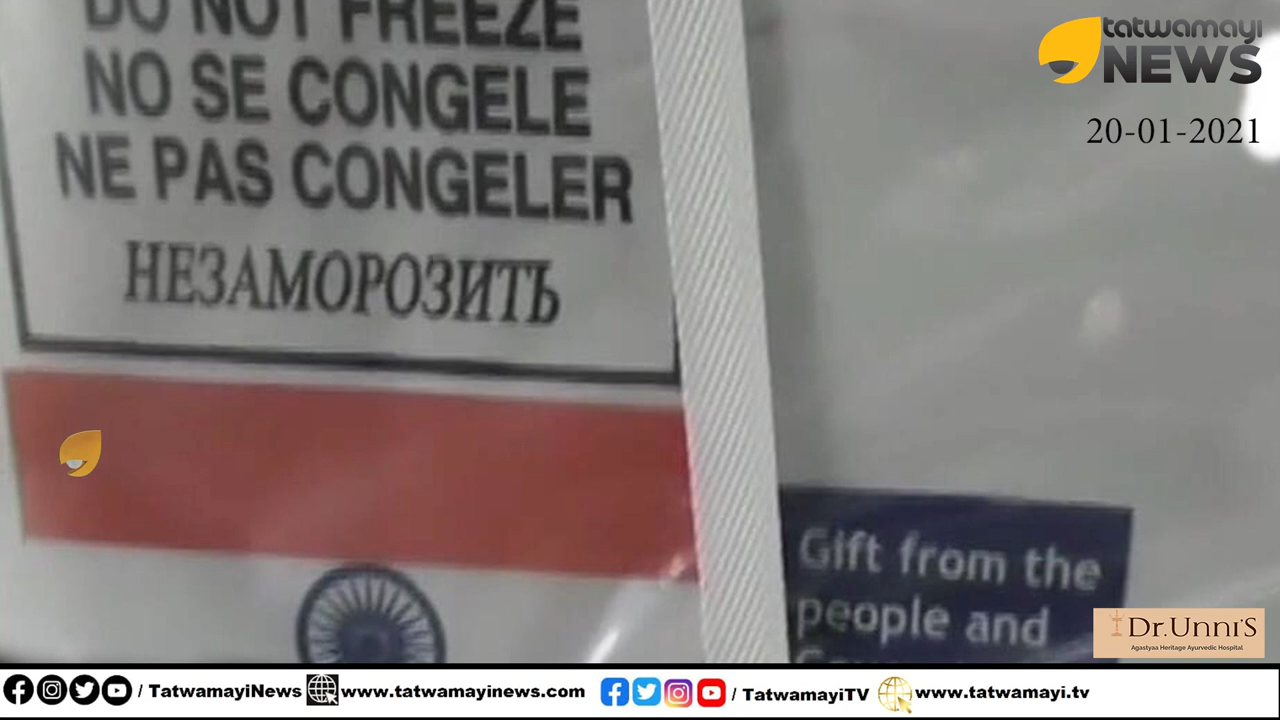 DO NOT FREEZE
NO SE CONGELE
NE PAS CONGELER
НЕЗАМОРОЗИТЬ
Gift from the
people and
tatwamayi
NEWS
20-01-2021
Dr.Unni'S
Agastyaa Heritage Ayurvedic Hospital
/ TatwamayiNews www.tatwamayinews.com / TatwamayiTV www.tatwamayi.tv